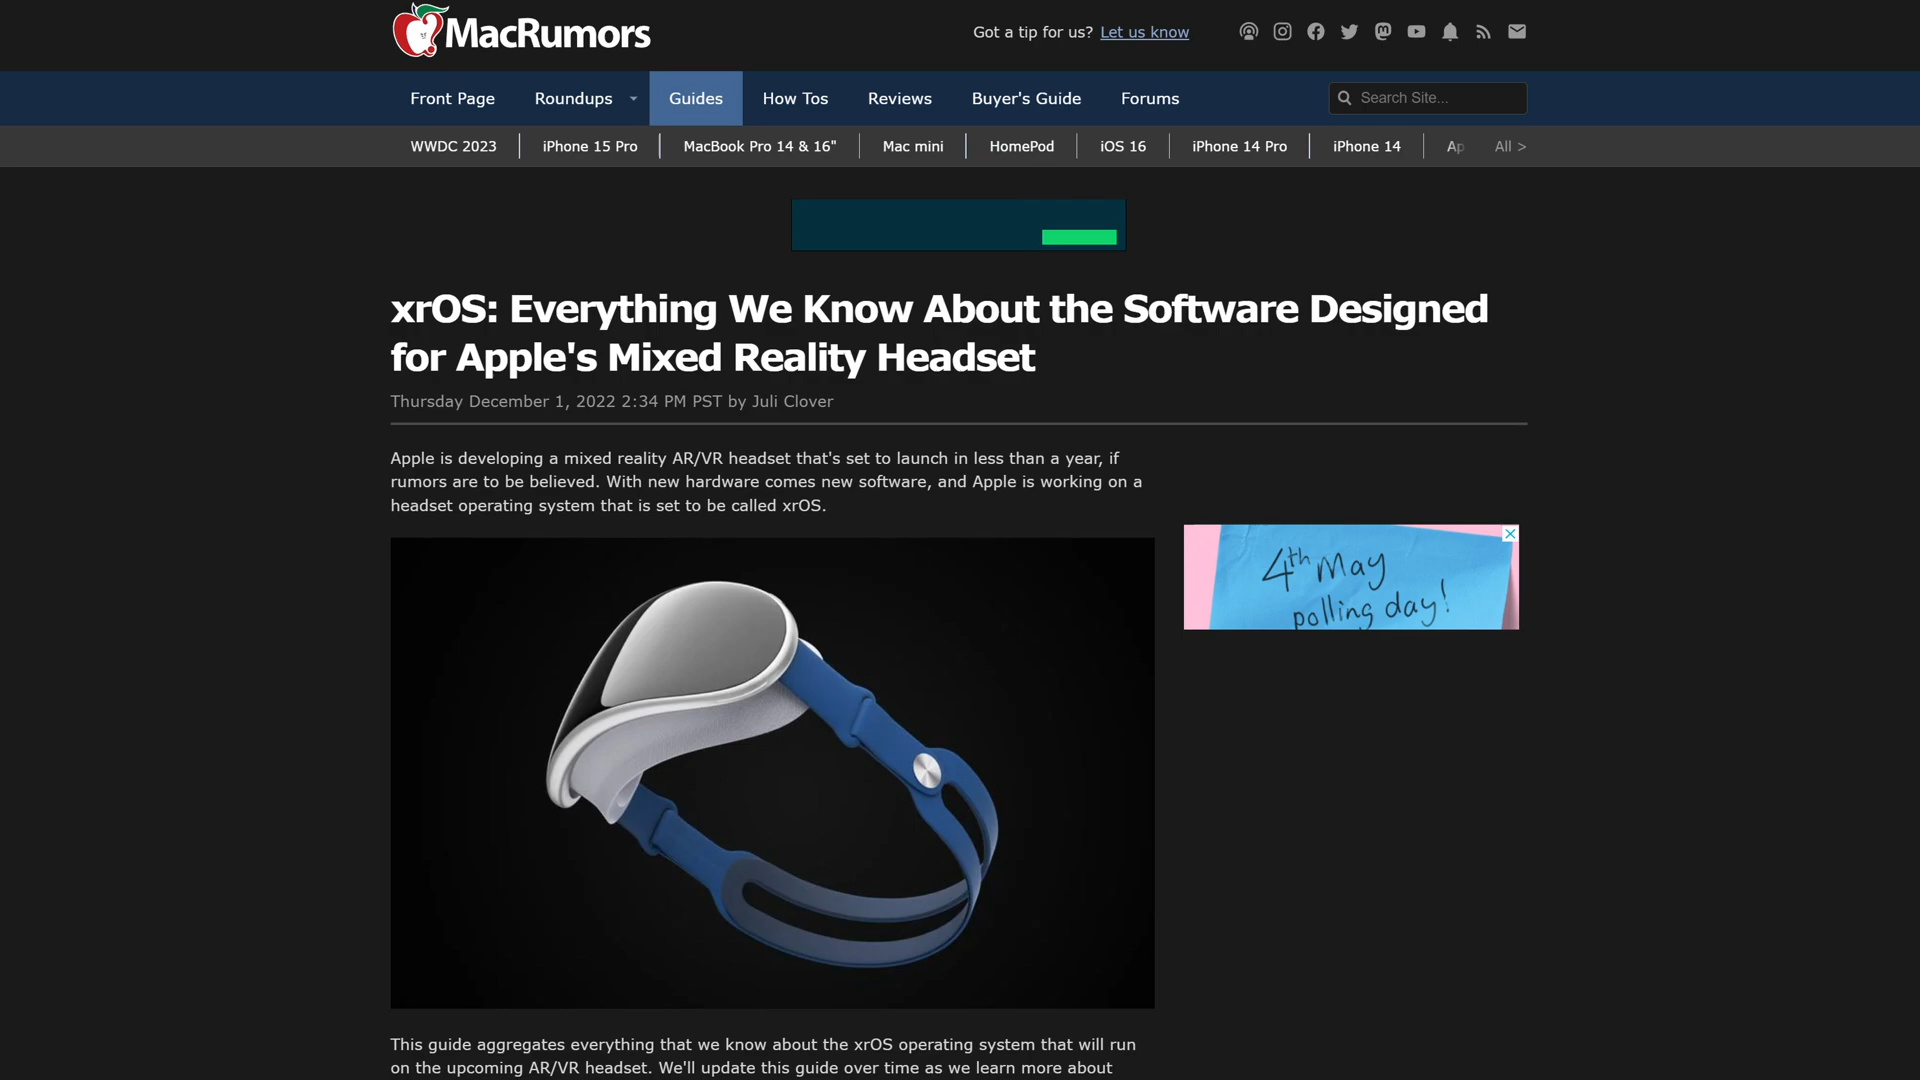 MacRumors
Got a tip for us? Let us know
Front Page
Roundups
Guides
How Tos
Reviews
Buyer's Guide
Forums
Search Site...
WWDC 2023
iPhone 15 Pro
MacBook Pro 14 & 16"
Mac mini
HomePod
iOS 16
iPhone 14 Pro
iPhone 14
Ap
All >
xrOS: Everything We Know About the Software Designed
for Apple's Mixed Reality Headset
Thursday December 1, 2022 2:34 PM PST by Juli Clover
Apple is developing a mixed reality AR/VR headset that's set to launch in less than a year, if
rumors are to be believed. With new hardware comes new software, and Apple is working on a
headset operating system that is set to be called xrOS.
4th May
polling day!
This guide aggregates everything that we know about the xrOS operating system that will run
on the upcoming AR/VR headset. We'll update this guide over time as we learn more about